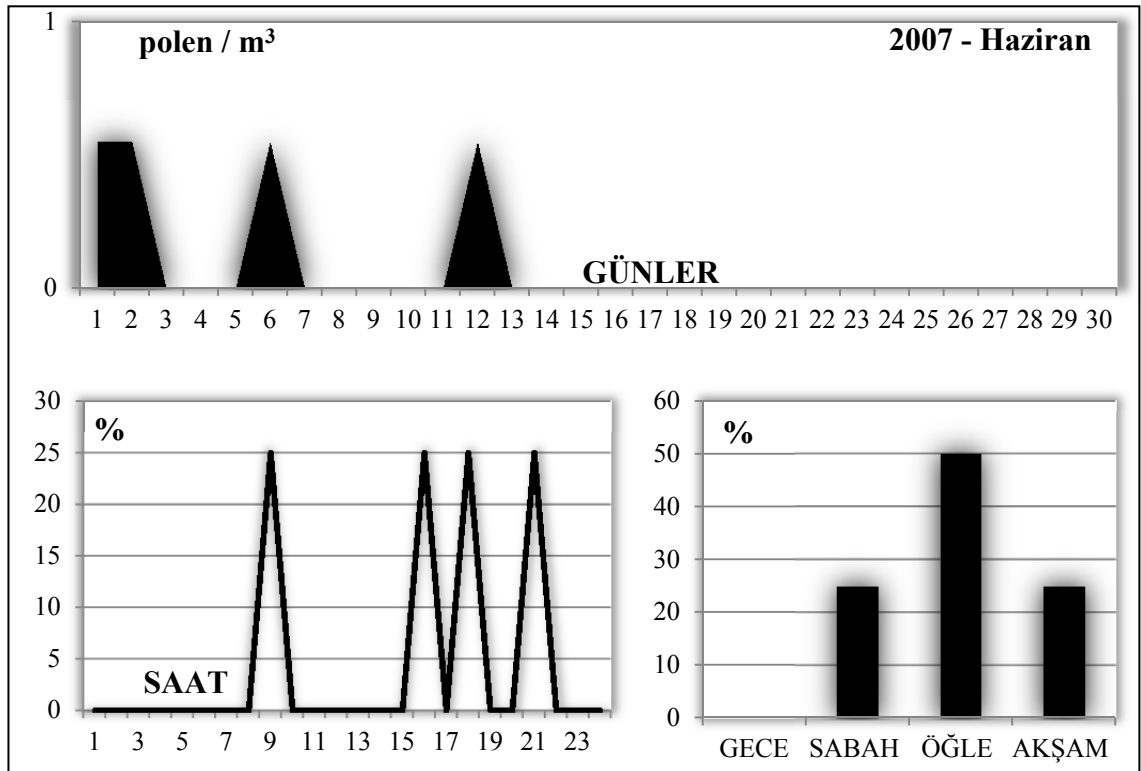 1
polen / m³
2007 - Haziran
GÜNLER
0
1 2 3 4 5 6 7 8 9 10 11 12 13 14 15 16 17 18 19 20 21 22 23 24 25 26 27 28 29 30
30
%
25
20
15
10
5
SAAT
0
1 3 5 7 9 11 13 15 17 19 21 23
60
%
50
40
30
20
10
0
GECE SABAH ÖĞLE AKŞAM